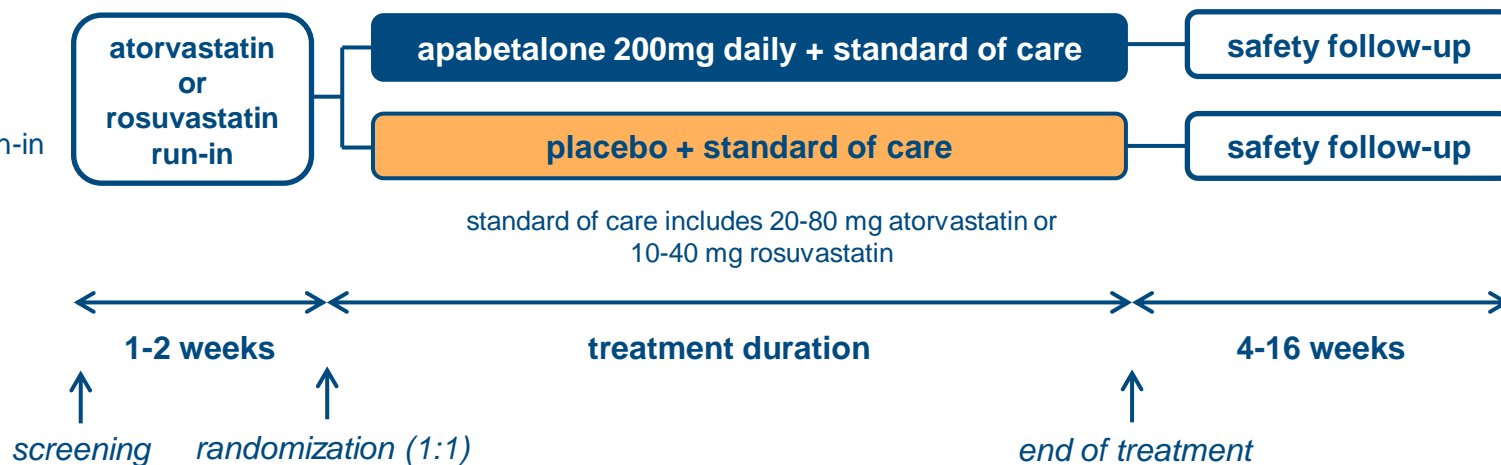 atorvastatin
or
rosuvastatin
run-in
n-in
apabetalone 200mg daily + standard of care
safety follow-up
placebo + standard of care
safety follow-up
standard of care includes 20-80 mg atorvastatin or
10-40 mg rosuvastatin
1-2 weeks
treatment duration
4-16 weeks
screening
randomization (1:1)
end of treatment